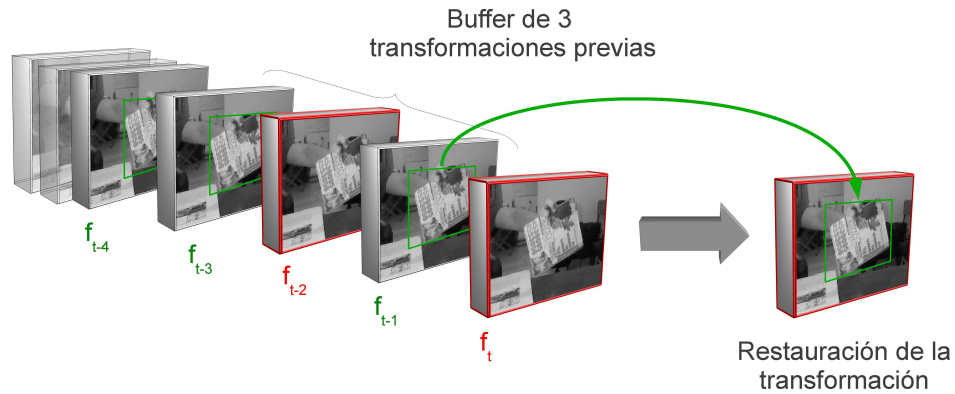 Buffer de 3
transformaciones previas
f t-4
f t-3
f t-2
f t-1
f t
Restauración de la
transformación